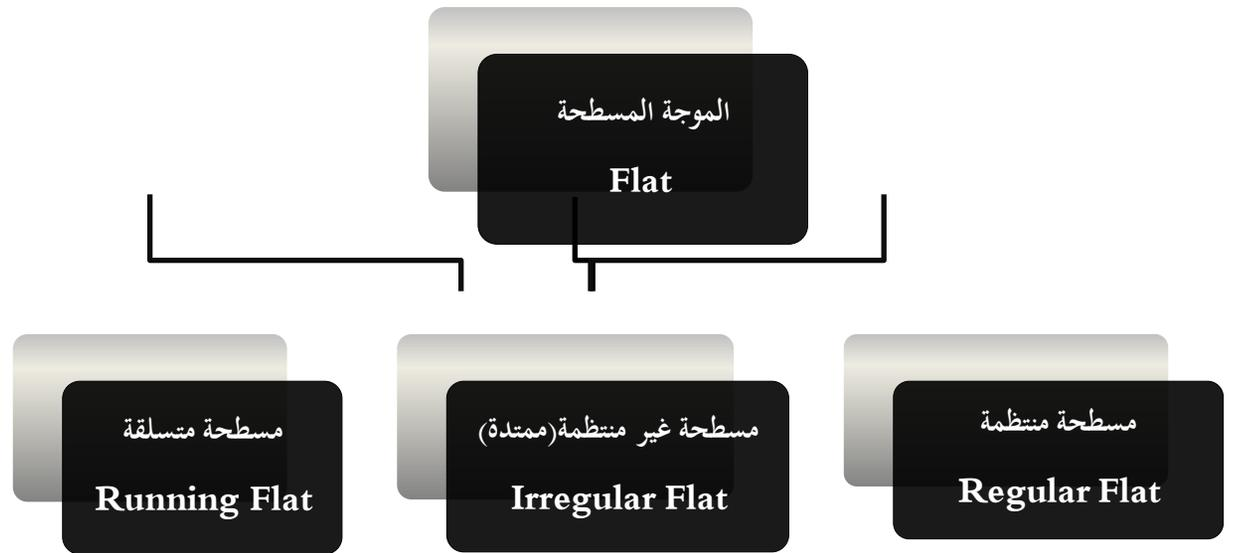 الموجة المسطحة
Flat
مسطحة منتظمة
Regular Flat
مسطحة غير منتظمة(ممتدة)
Irregular Flat
مسطحة متسلقة
Running Flat